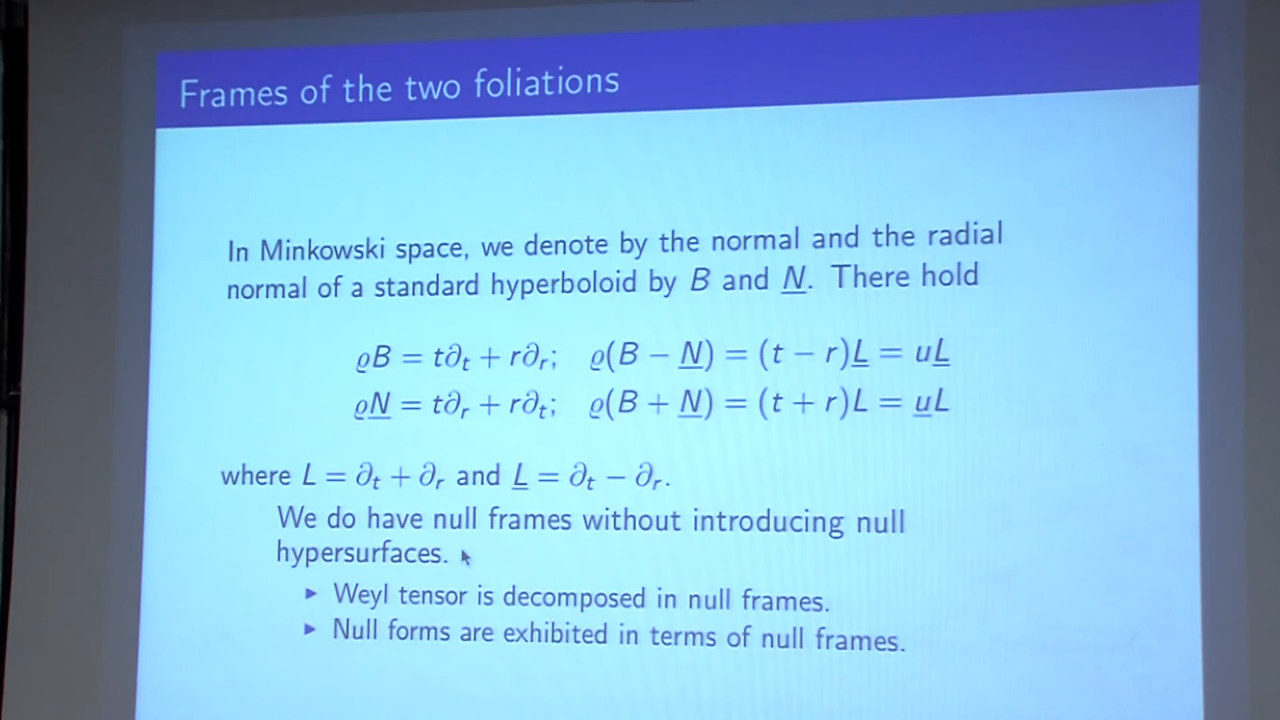 Frames of the two foliations
In Minkowski space, we denote by the normal and the radial
normal of a standard hyperboloid by B and N̲. There hold
ϱB = t∂ₜ + r∂ᵣ; ϱ(B − N̲) = (t − r)L̲ = uL̲
ϱN̲ = t∂ᵣ + r∂ₜ; ϱ(B + N̲) = (t + r)L = u̲L
where L = ∂ₜ + ∂ᵣ and L̲ = ∂ₜ − ∂ᵣ.
We do have null frames without introducing null
hypersurfaces.
▸ Weyl tensor is decomposed in null frames.
▸ Null forms are exhibited in terms of null frames.